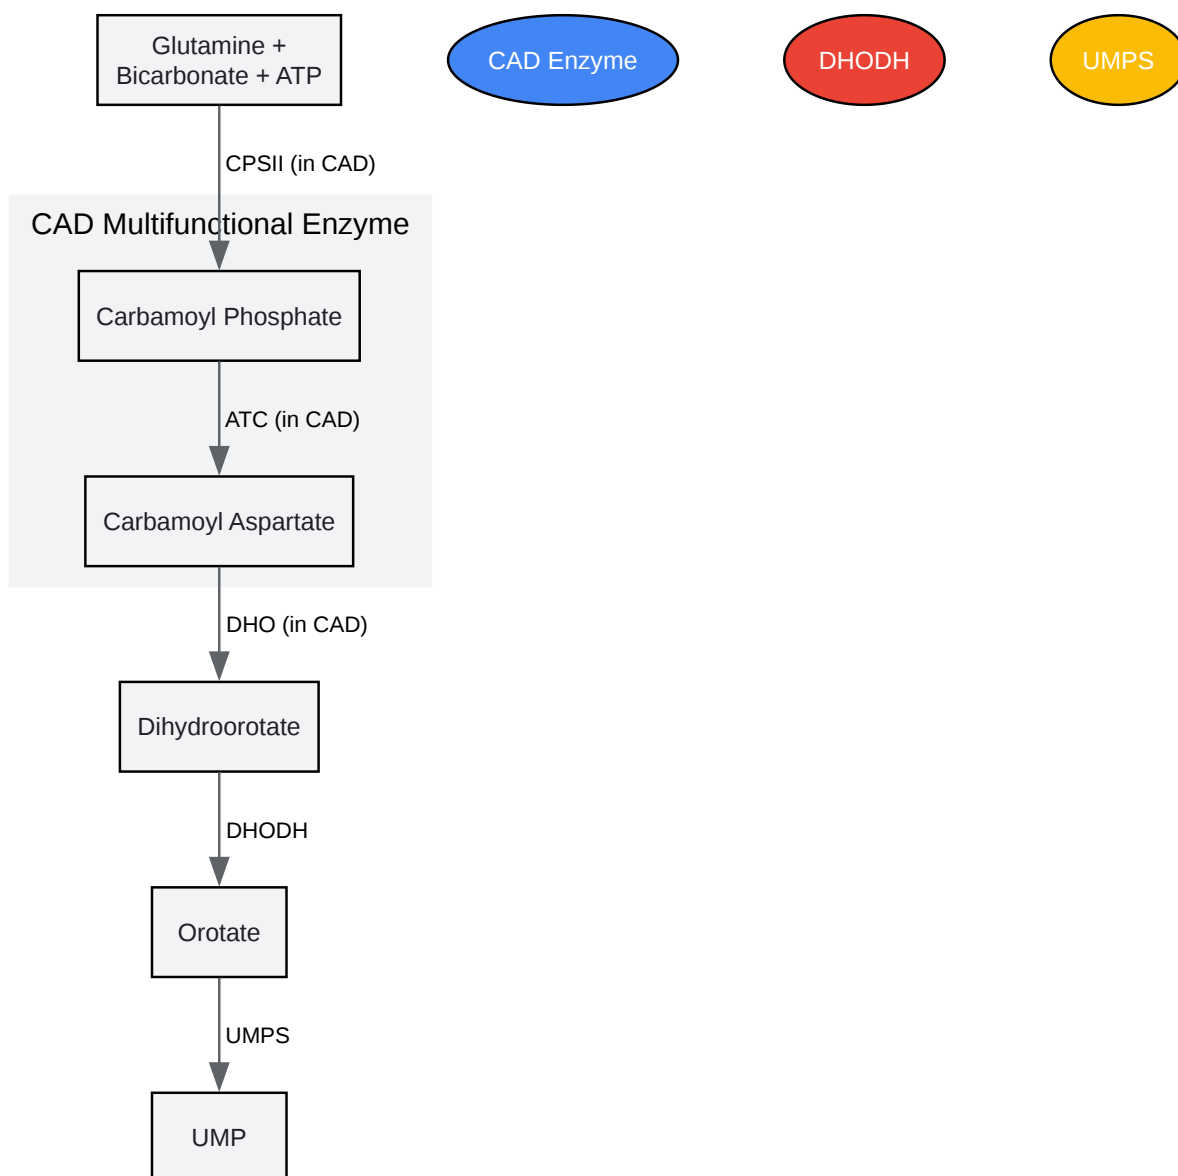 Glutamine +
Bicarbonate + ATP
CAD Enzyme
DHODH
UMPS
CPSII (in CAD)
CAD Multifunctional Enzyme
Carbamoyl Phosphate
ATC (in CAD)
Carbamoyl Aspartate
DHO (in CAD)
Dihydroorotate
DHODH
Orotate
UMPS
UMP